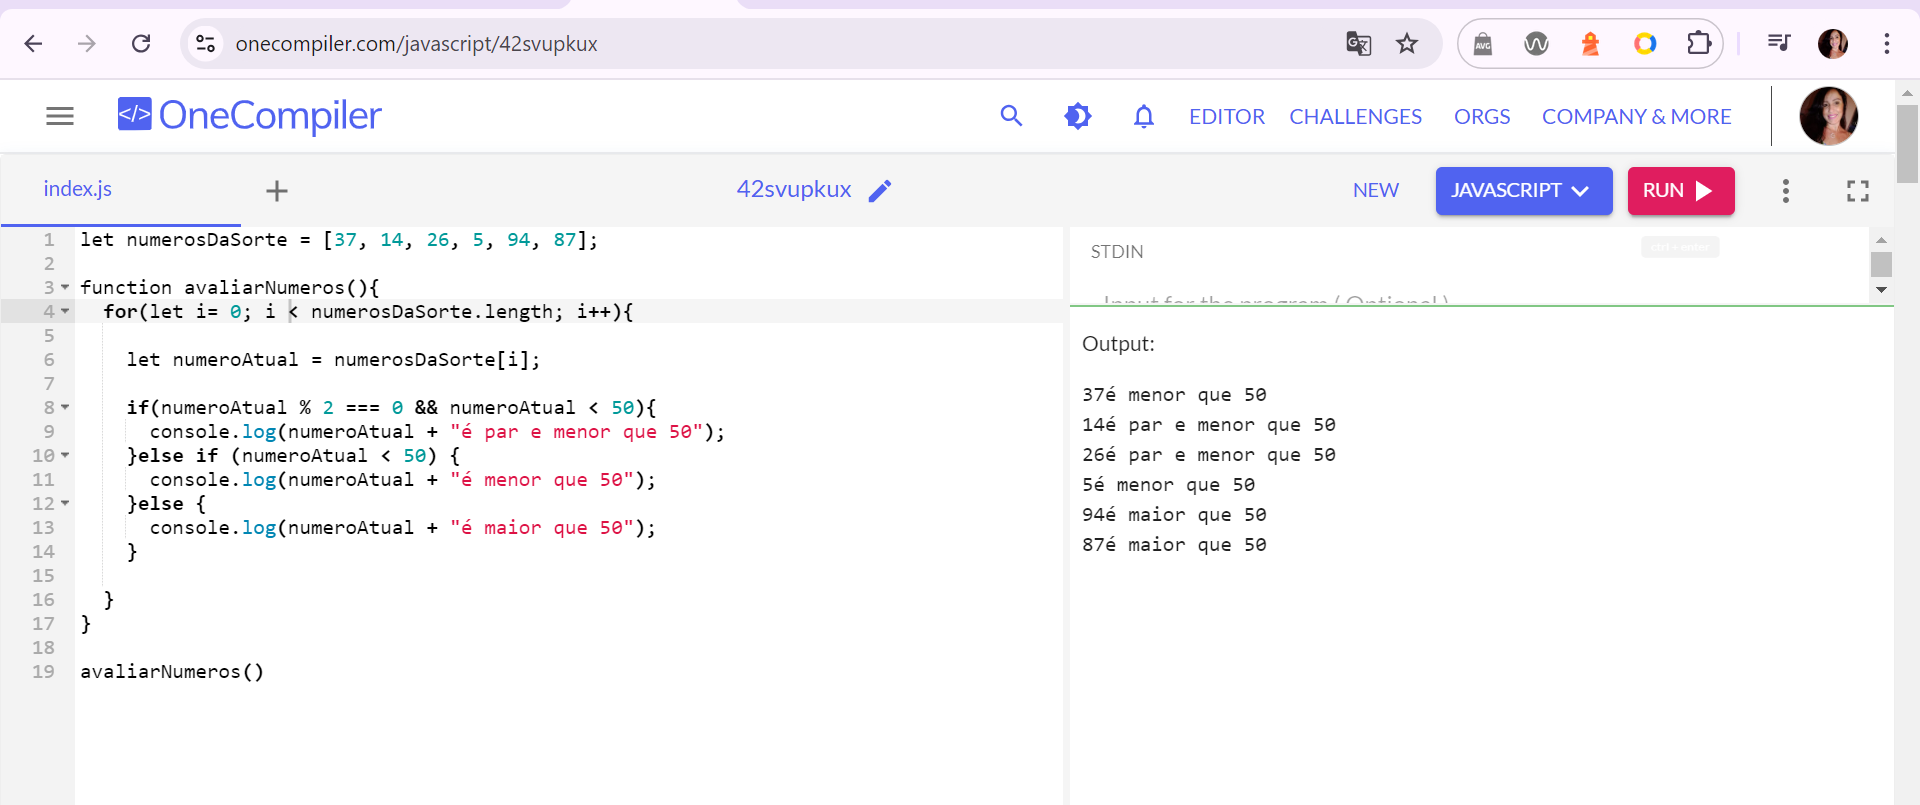 onecompiler.com/javascript/42svupkux
AVG
</> OneCompiler
EDITOR CHALLENGES ORGS COMPANY & MORE
index.js
42svupkux
NEW JAVASCRIPT RUN
1 let numerosDaSorte = [37, 14, 26, 5, 94, 87];
2
3 function avaliarNumeros(){
4 for(let i= 0; i < numerosDaSorte.length; i++){
5
6 let numeroAtual = numerosDaSorte[i];
7
8 if(numeroAtual % 2 === 0 && numeroAtual < 50){
9 console.log(numeroAtual + "é par e menor que 50");
10 }else if (numeroAtual < 50) {
11 console.log(numeroAtual + "é menor que 50");
12 }else {
13 console.log(numeroAtual + "é maior que 50");
14 }
15
16 }
17 }
18
19 avaliarNumeros()
ctrl+enter
STDIN
Input for the program ( Optional )
Output:
37é menor que 50
14é par e menor que 50
26é par e menor que 50
5é menor que 50
94é maior que 50
87é maior que 50